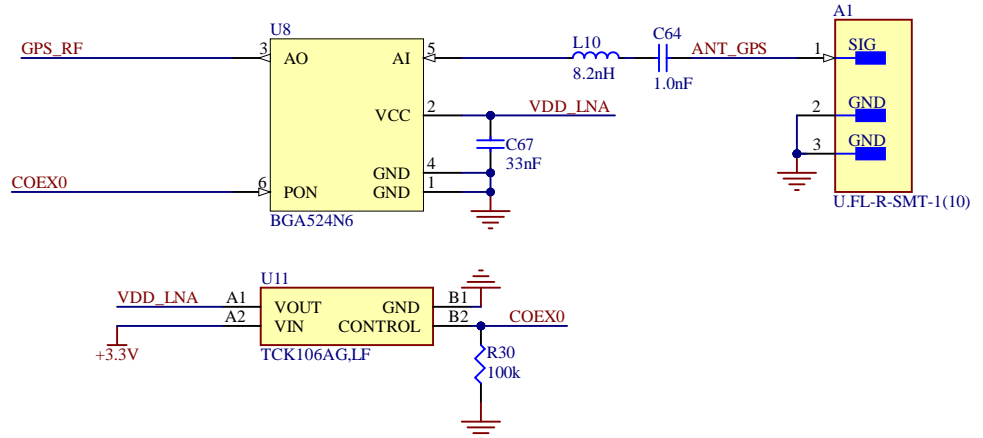 U8
GPS_RF
3
AO
AI
5
L10
8.2nH
C64
1.0nF
ANT_GPS
A1
1
SIG
VCC
2
VDD_LNA
C67
33nF
2
GND
3
GND
GND
4
GND
1
COEX0
6
PON
BGA524N6
U.FL-R-SMT-1(10)
U11
VDD_LNA
A1
VOUT
GND
B1
A2
VIN
CONTROL
B2
COEX0
+3.3V
TCK106AG,LF
R30
100k